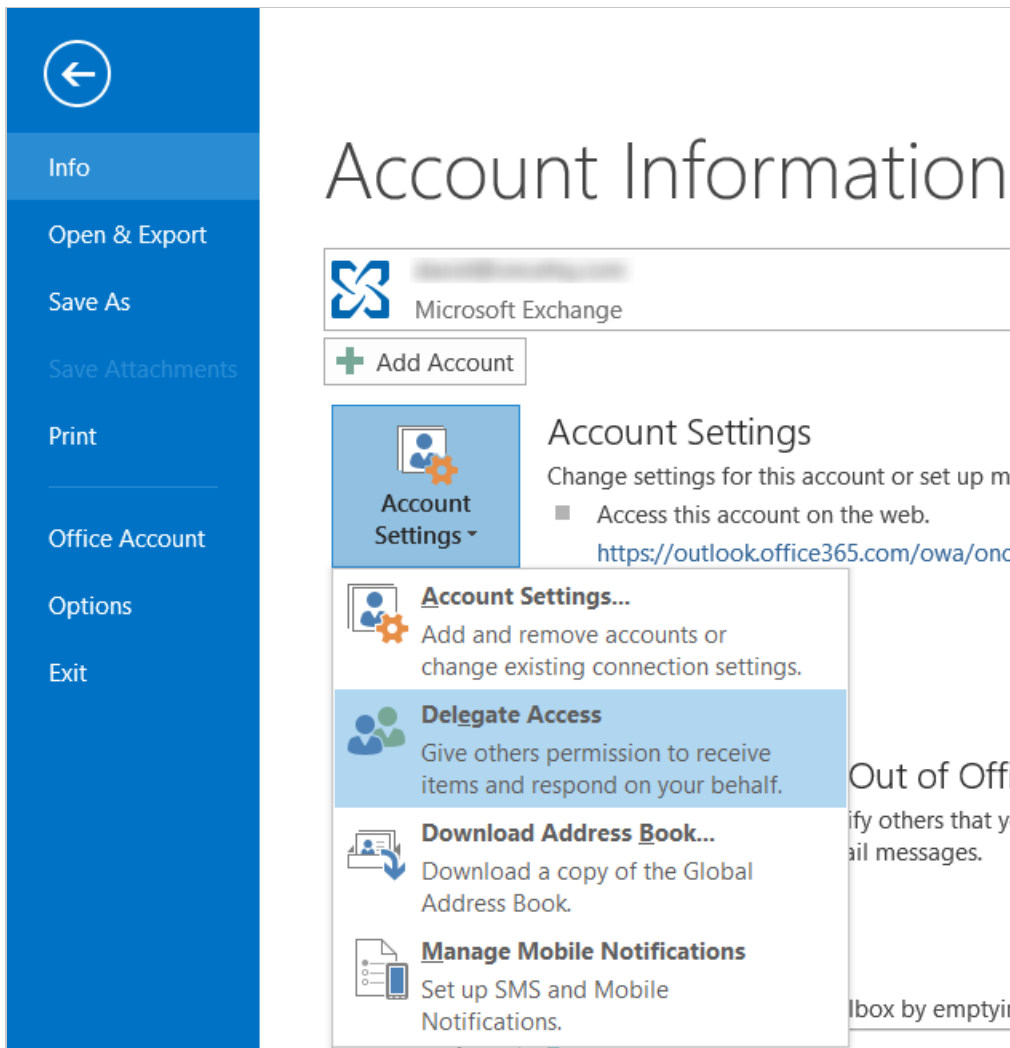 Info
Open & Export
Save As
Save Attachments
Print
Office Account
Options
Exit
Account Information
Microsoft Exchange
Add Account
Account
Settings
Account Settings
Change settings for this account or set up m
Access this account on the web.
https://outlook.office365.com/owa/onc
Account Settings...
Add and remove accounts or
change existing connection settings.
Delegate Access
Give others permission to receive
items and respond on your behalf.
Download Address Book...
Download a copy of the Global
Address Book.
Manage Mobile Notifications
Set up SMS and Mobile
Notifications.
Out of Offi
ify others that y
ail messages.
lbox by emptyin